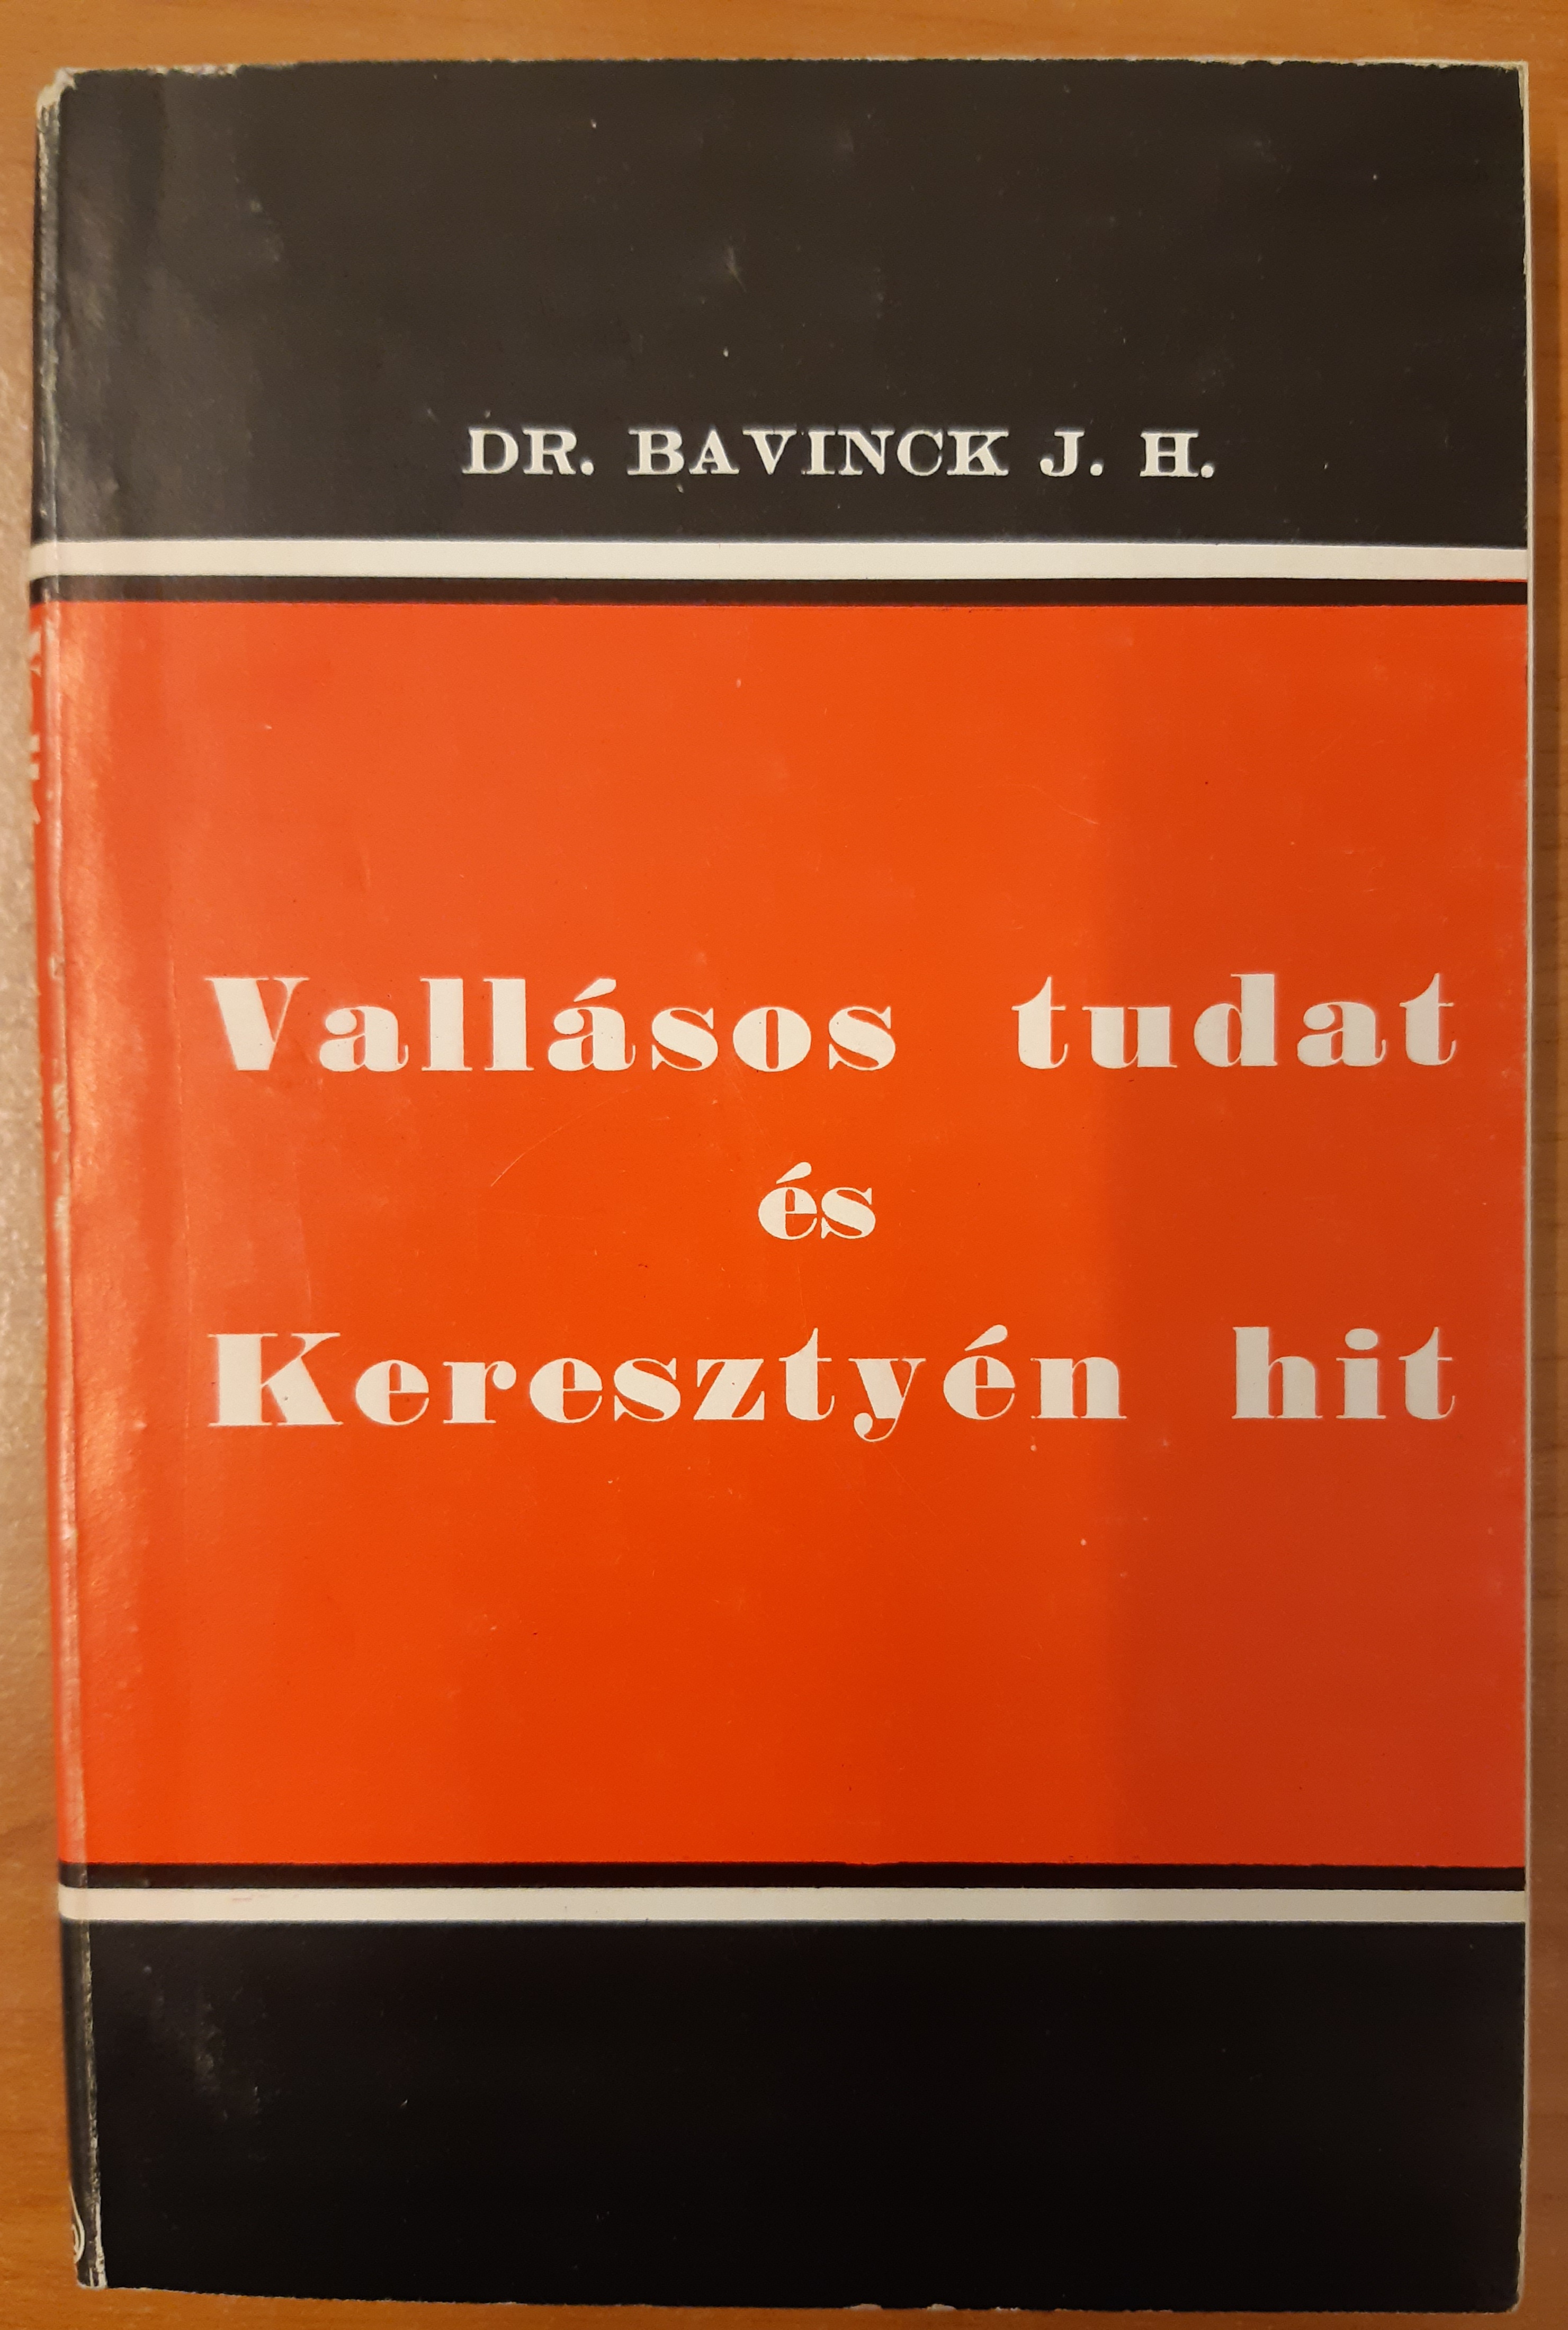 DR. BAVINCK J. H.
Vallásos tudat
és
Keresztyén hit